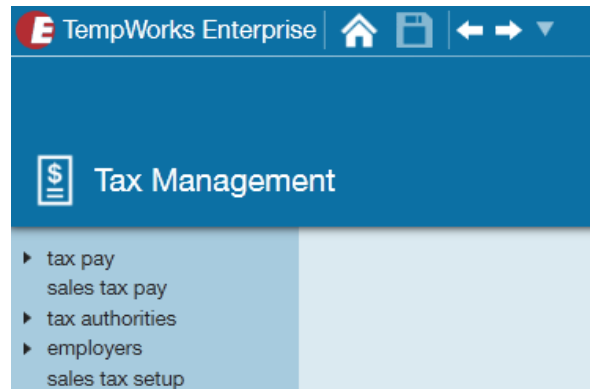 E TempWorks Enterprise
$ Tax Management
tax pay
sales tax pay
tax authorities
employers
sales tax setup